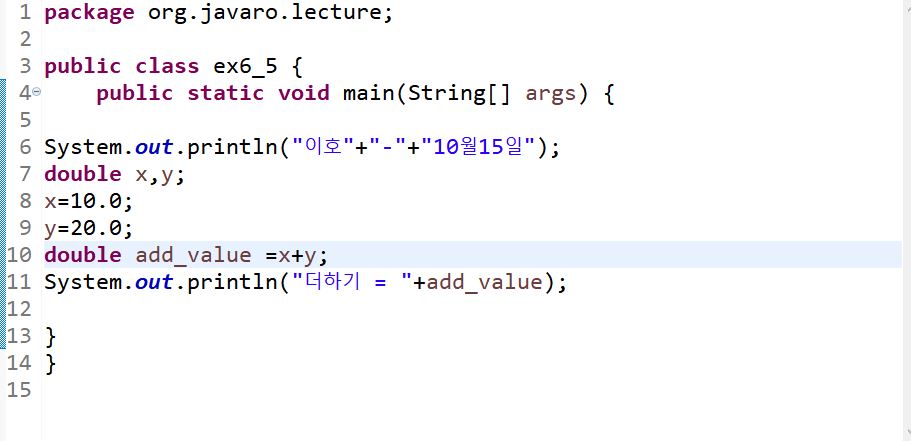 1 package org.javaro.lecture;
2
3 public class ex6_5 {
4     public static void main(String[] args) {
5
6 System.out.println("이호"+"-"+"10월15일");
7 double x,y;
8 x=10.0;
9 y=20.0;
10 double add_value =x+y;
11 System.out.println("더하기 = "+add_value);
12
13 }
14 }
15